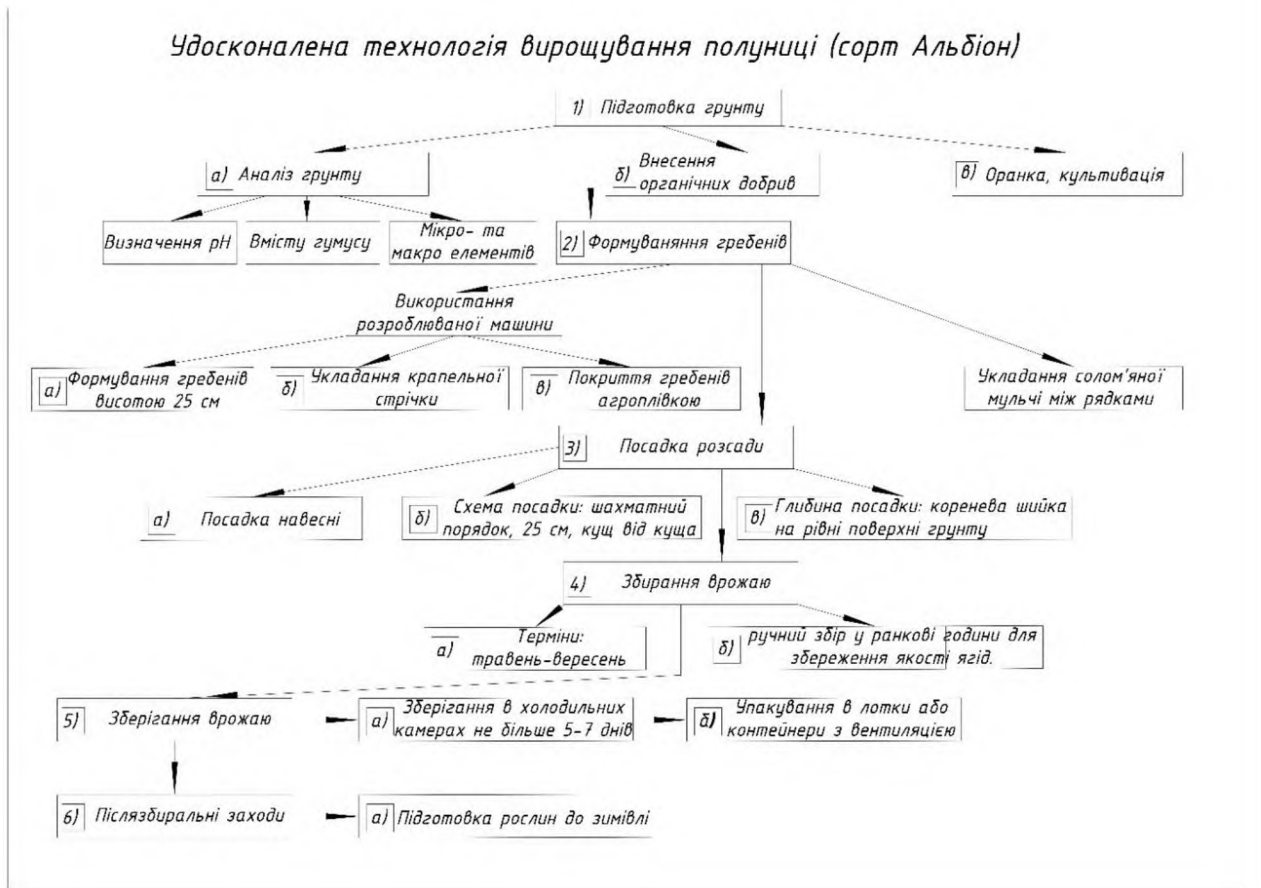 Удосконалена технологія вирощування полуниці (сорт Альбіон)
1) Підготовка грунту
а) Аналіз грунту
б) Внесення
органічних добрив
в) Оранка, культивація
Визначення pH
Вмісту гумусу
Мікро- та
макро елементів
2) Формуваняння гребенів
Використання
розроблюваної машини
а) Формування гребенів
висотою 25 см
б) Укладання крапельної
стрічки
в) Покриття гребенів
агроплівкою
Укладання солом'яної
мульчі між рядками
3) Посадка розсади
а) Посадка навесні
б) Схема посадки: шахматний
порядок, 25 см, кущ від куща
в) Глибина посадки: коренева шийка
на рівні поверхні грунту
4) Збирання врожаю
а) Терміни:
травень-вересень
б) ручний збір у ранкові години для
збереження якості ягід.
5) Зберігання врожаю
а) Зберігання в холодильних
камерах не більше 5-7 днів
б) Упакування в лотки або
контейнери з вентиляцією
6) Післязбиральні заходи
а) Підготовка рослин до зимівлі